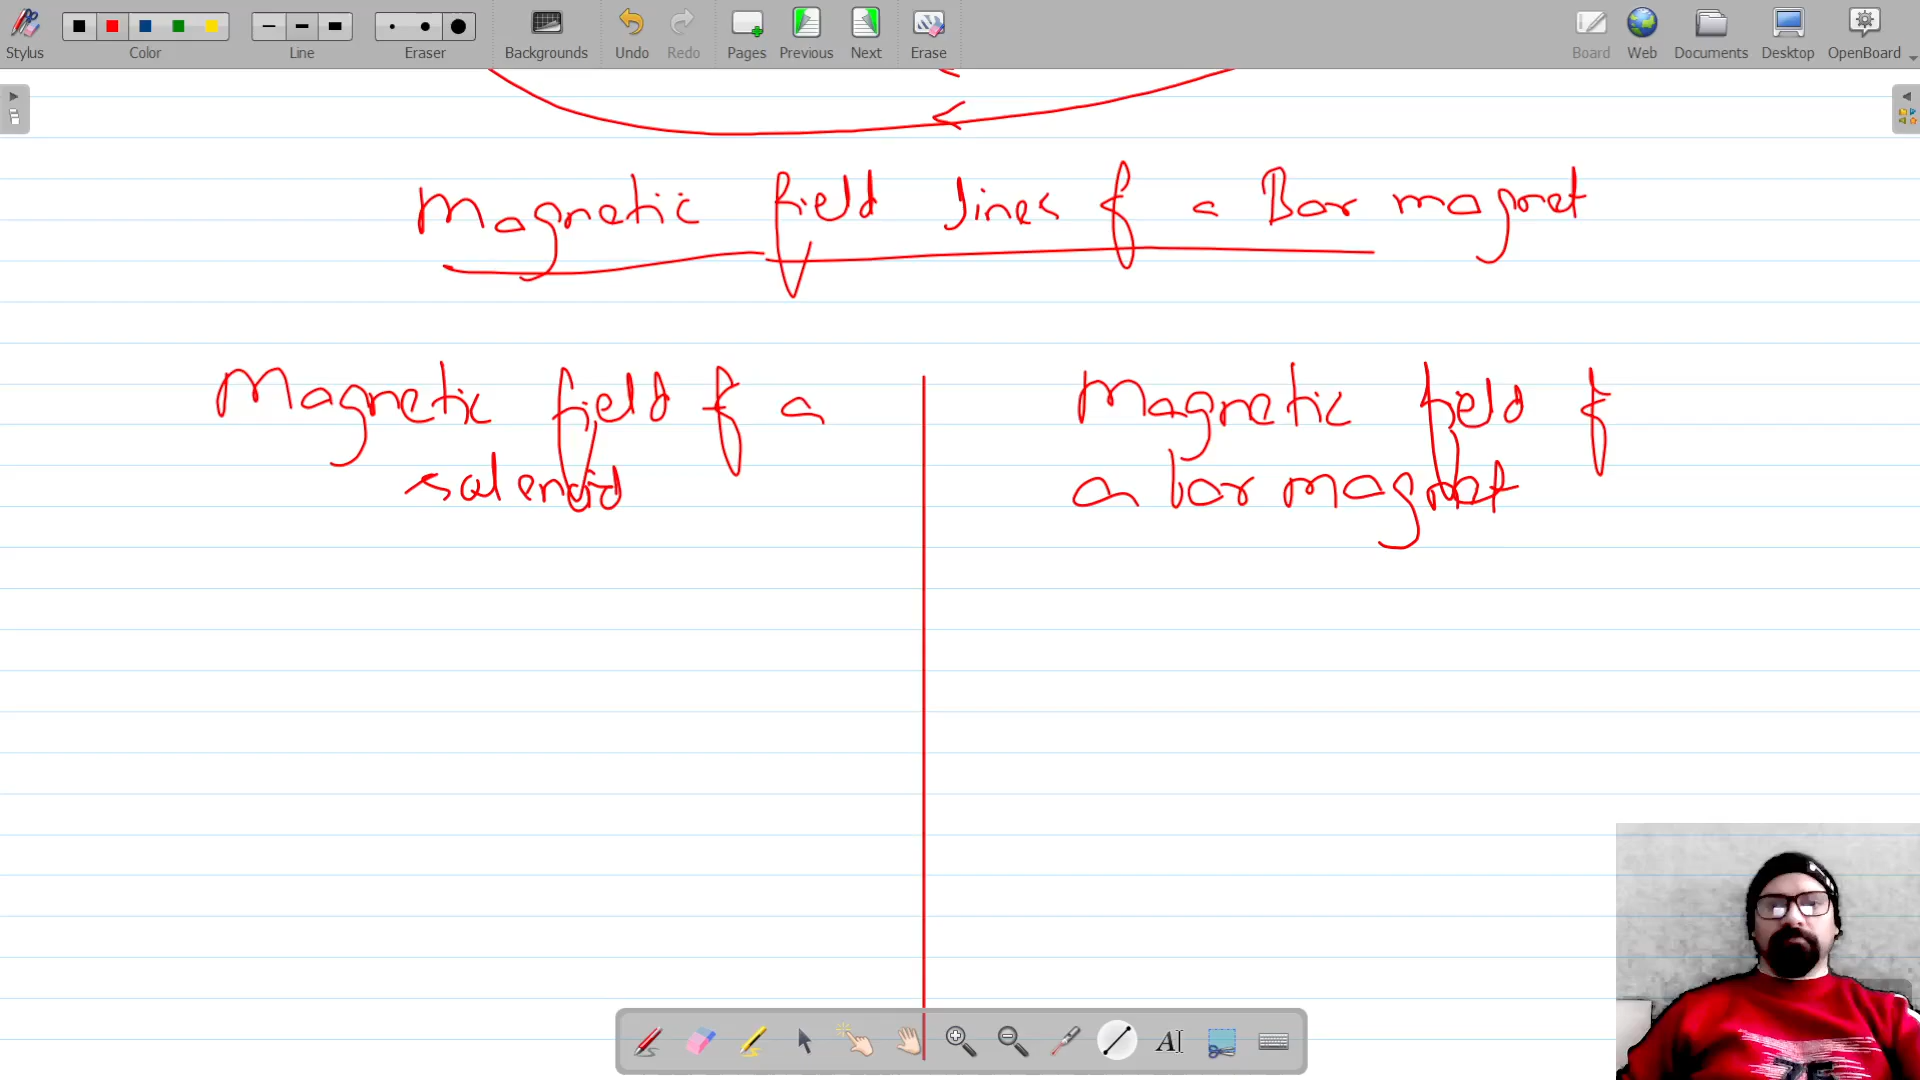 Stylus Color Line Eraser Backgrounds Undo Redo Pages Previous Next Erase Board Web Documents Desktop OpenBoard
Magnetic field lines of a Bar magnet
Magnetic field of a
solenoid
Magnetic field of
a bar magnet